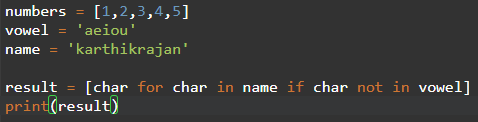 numbers = [1,2,3,4,5]
vowel = 'aeiou'
name = 'karthikrajan'
result = [char for char in name if char not in vowel]
print(result)